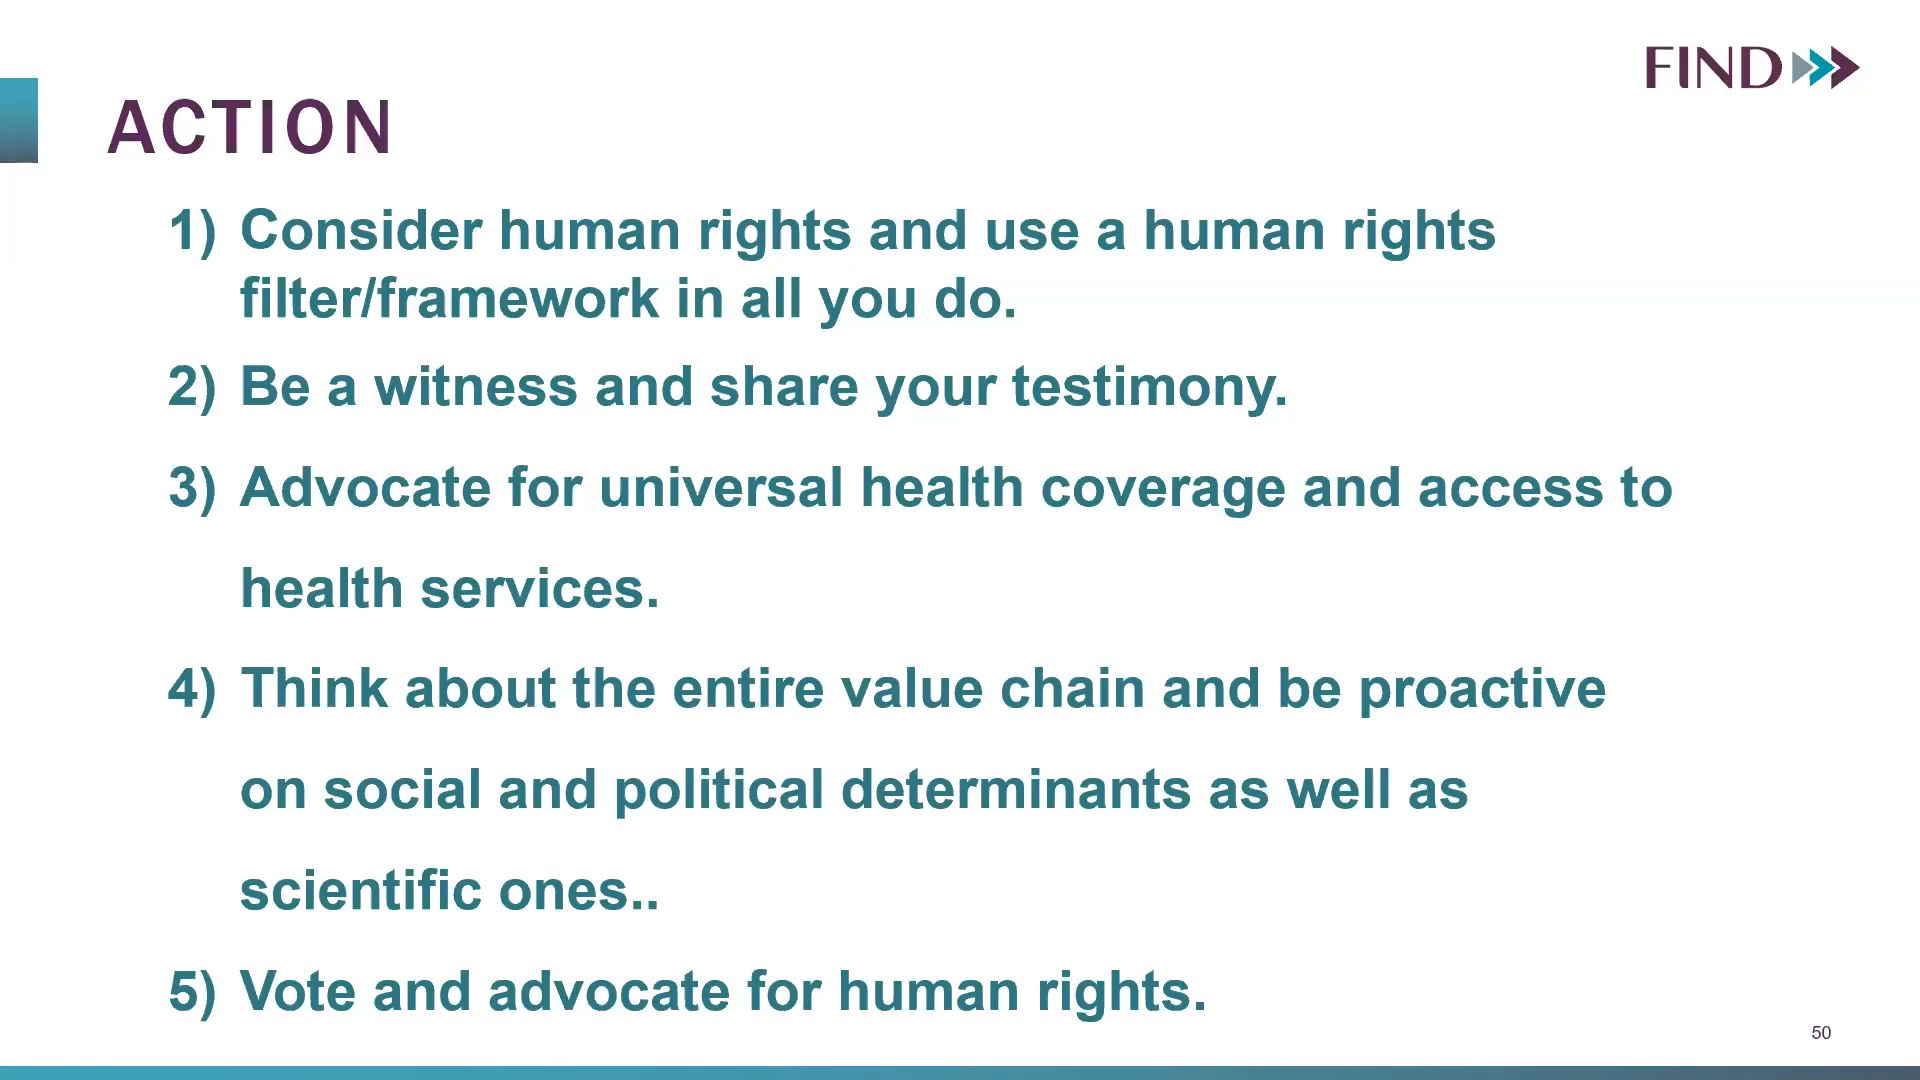 FIND
ACTION
1) Consider human rights and use a human rights
filter/framework in all you do.
2) Be a witness and share your testimony.
3) Advocate for universal health coverage and access to
health services.
4) Think about the entire value chain and be proactive
on social and political determinants as well as
scientific ones..
5) Vote and advocate for human rights.
50